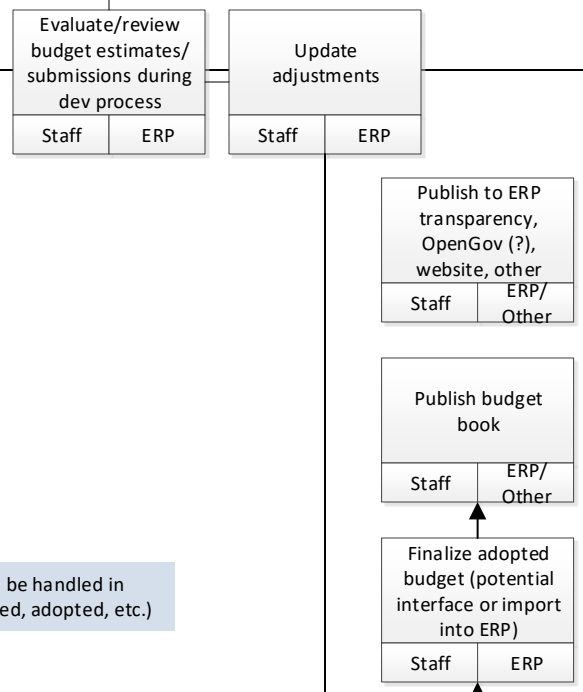 Evaluate/review
budget estimates/
submissions during
dev process
Staff
ERP
Update
adjustments
Staff
ERP
Publish to ERP
transparency,
OpenGov (?),
website, other
Staff
ERP/
Other
Publish budget
book
Staff
ERP/
Other
be handled in
ed, adopted, etc.)
Finalize adopted
budget (potential
interface or import
into ERP)
Staff
ERP